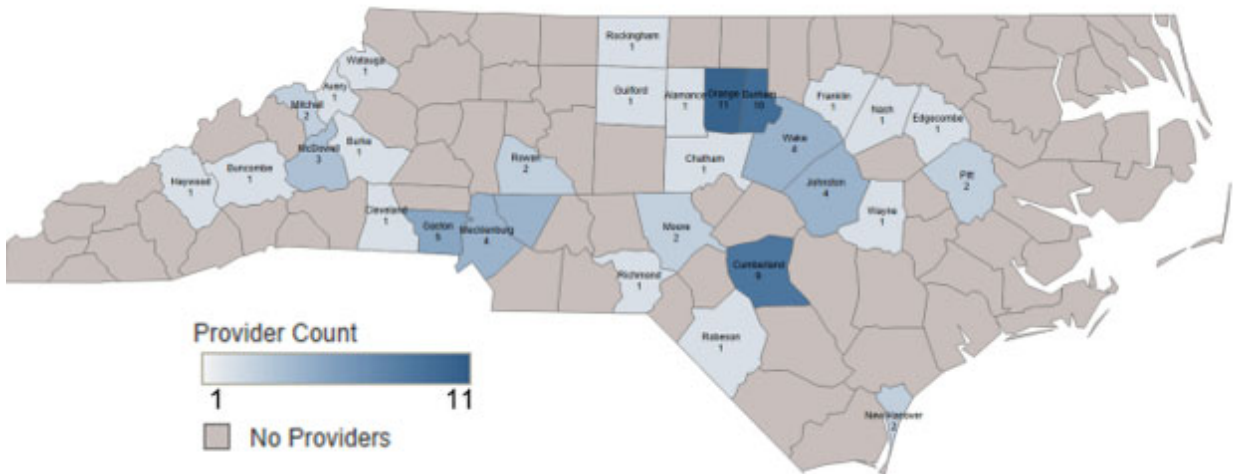 Rockingham
1
Watauga
1
Avery
1
Mitchell
2
Guilford
1
Alamance
1
Orange
11
Durham
10
Franklin
1
Nash
1
Edgecombe
1
McDowell
3
Burke
1
Buncombe
1
Haywood
1
Rowan
2
Chatham
1
Wake
4
Johnston
4
Pitt
2
Wayne
1
Cleveland
1
Gaston
5
Mecklenburg
4
Moore
2
Cumberland
9
Richmond
1
Robeson
1
New Hanover
2
Provider Count
1 11
No Providers